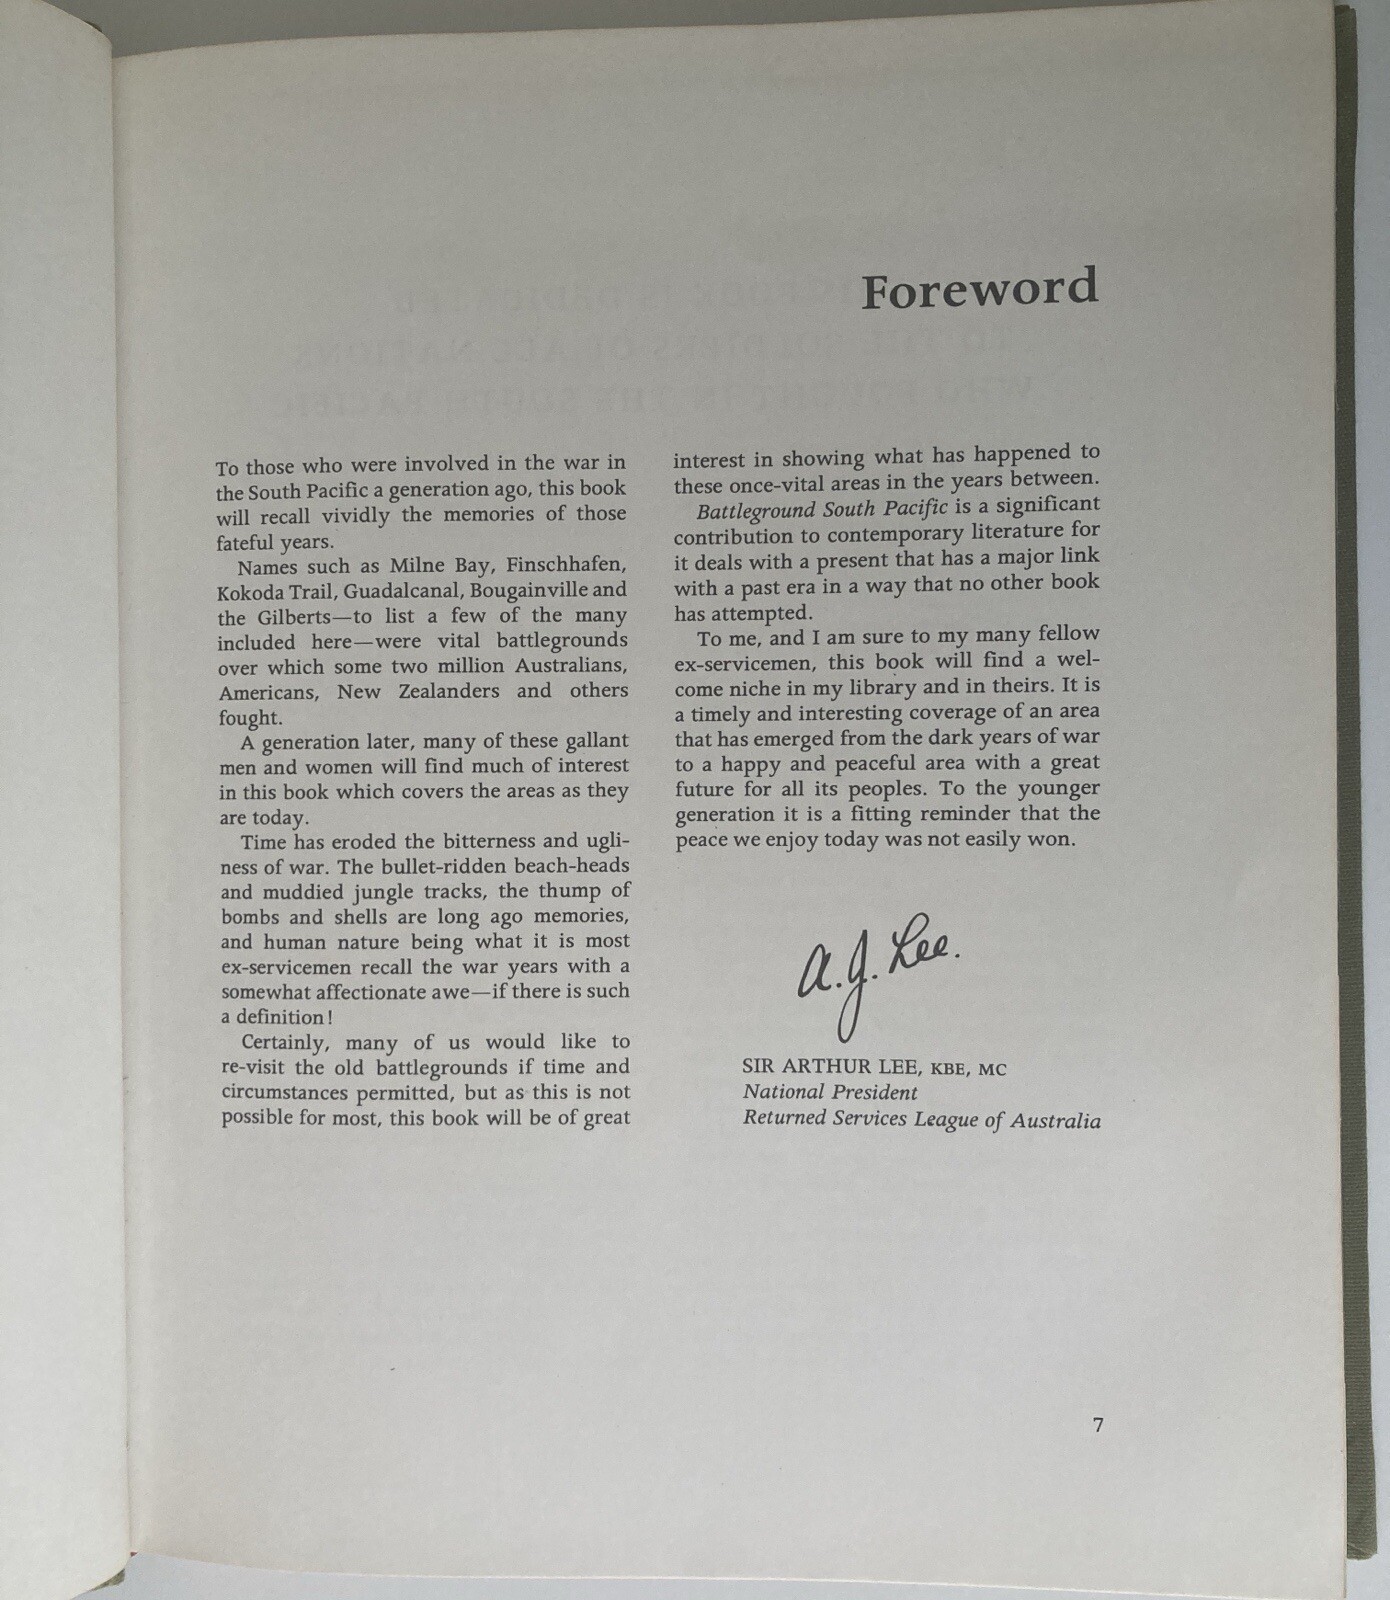 Foreword
To those who were involved in the war in
the South Pacific a generation ago, this book
will recall vividly the memories of those
fateful years.
Names such as Milne Bay, Finschhafen,
Kokoda Trail, Guadalcanal, Bougainville and
the Gilberts—to list a few of the many
included here—were vital battlegrounds
over which some two million Australians,
Americans, New Zealanders and others
fought.
A generation later, many of these gallant
men and women will find much of interest
in this book which covers the areas as they
are today.
Time has eroded the bitterness and ugli-
ness of war. The bullet-ridden beach-heads
and muddied jungle tracks, the thump of
bombs and shells are long ago memories,
and human nature being what it is most
ex-servicemen recall the war years with a
somewhat affectionate awe—if there is such
a definition!
Certainly, many of us would like to
re-visit the old battlegrounds if time and
circumstances permitted, but as this is not
possible for most, this book will be of great
interest in showing what has happened to
these once-vital areas in the years between.
Battleground South Pacific is a significant
contribution to contemporary literature for
it deals with a present that has a major link
with a past era in a way that no other book
has attempted.
To me, and I am sure to my many fellow
ex-servicemen, this book will find a wel-
come niche in my library and in theirs. It is
a timely and interesting coverage of an area
that has emerged from the dark years of war
to a happy and peaceful area with a great
future for all its peoples. To the younger
generation it is a fitting reminder that the
peace we enjoy today was not easily won.
A.J. Lee.
SIR ARTHUR LEE, KBE, MC
National President
Returned Services League of Australia
7